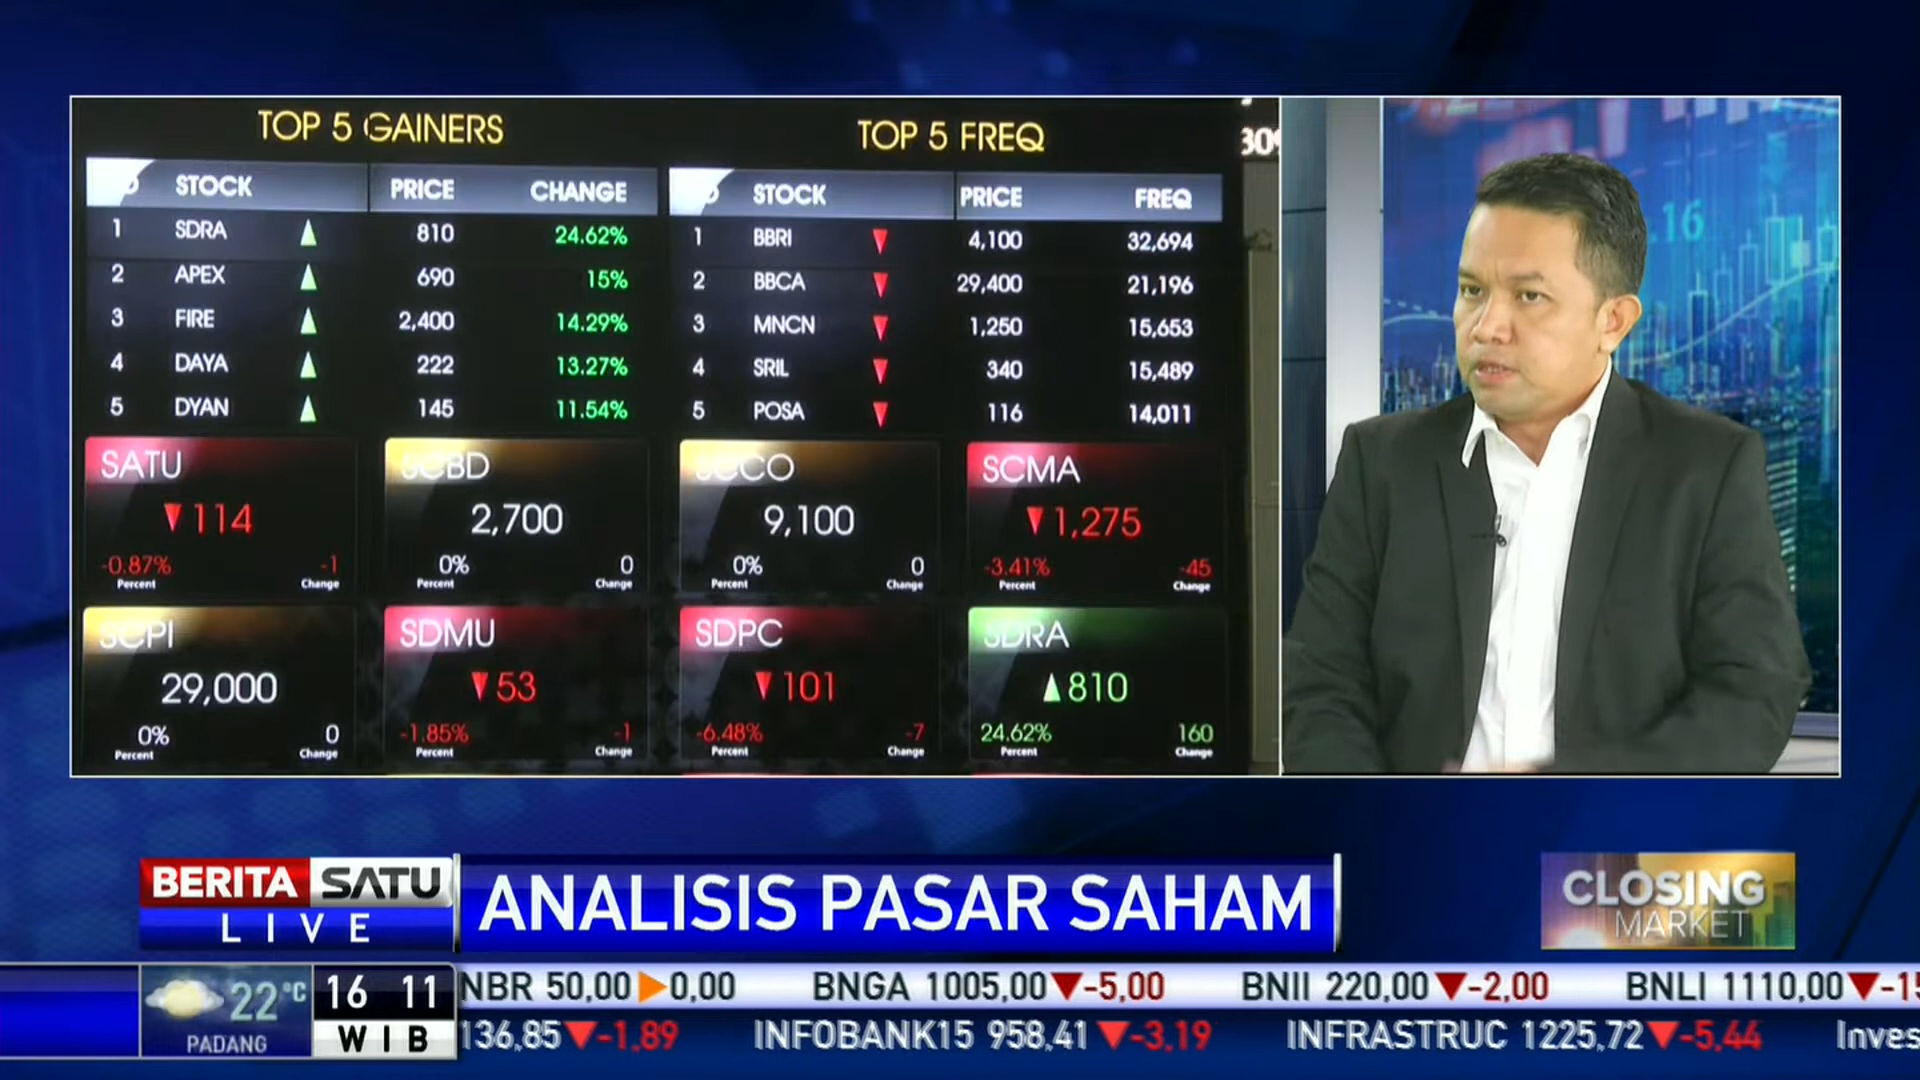 TOP 5 GAINERS
STOCK PRICE CHANGE
1 SDRA ▲ 810 24.62%
2 APEX ▲ 690 15%
3 FIRE ▲ 2,400 14.29%
4 DAYA ▲ 222 13.27%
5 DYAN ▲ 145 11.54%
TOP 5 FREQ
STOCK PRICE FREQ
1 BBRI ▼ 4,100 32,694
2 BBCA ▼ 29,400 21,196
3 MNCN ▼ 1,250 15,653
4 SRIL ▼ 340 15,489
5 POSA ▼ 116 14,011
SATU
▼114
-0.87% -1
Percent Change
SCBD
2,700
0% 0
Percent Change
SCCO
9,100
0% 0
Percent Change
SCMA
▼1,275
-3.41% -45
Percent Change
SCPI
29,000
0% 0
Percent Change
SDMU
▼53
-1.85% -1
Percent Change
SDPC
▼101
-6.48% -7
Percent Change
SDRA
▲810
24.62% 160
Percent Change
.16
BERITA SATU
LIVE
ANALISIS PASAR SAHAM
CLOSING
MARKET
22°C
PADANG
16 11
WIB
NBR 50,00 ▶ 0,00 BNGA 1005,00 ▼ -5,00 BNII 220,00 ▼ -2,00 BNLI 1110,00 ▼
136,85 ▼ -1.89 INFOBANK15 958,41 ▼ -3.19 INFRASTRUC 1225,72 ▼ -5,44 Inves